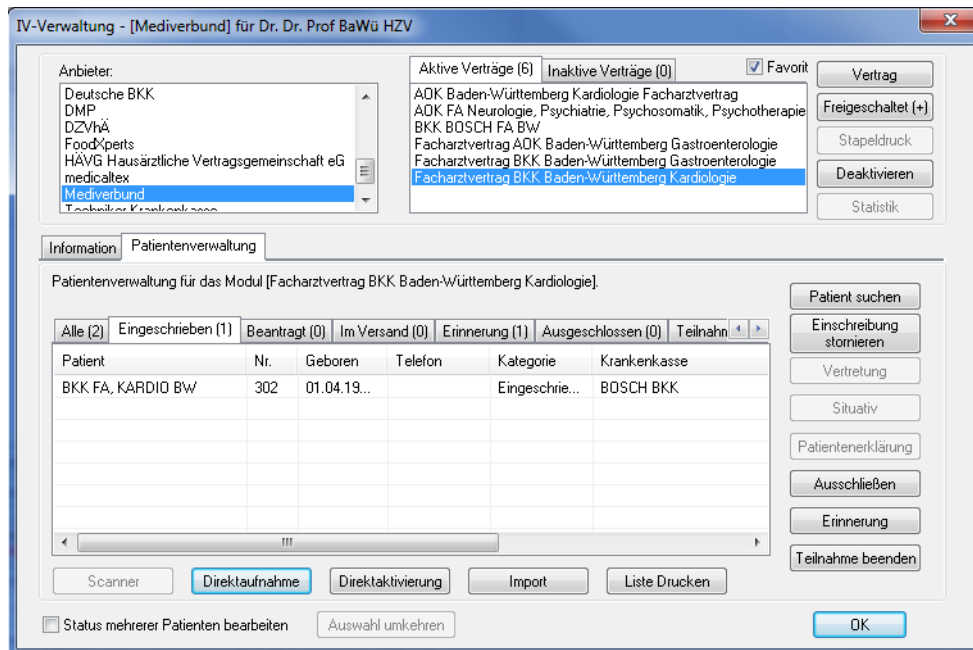 IV-Verwaltung - [Mediverbund] für Dr. Dr. Prof BaWü HZV
Anbieter:
Deutsche BKK
DMP
DZVhÄ
FoodXperts
HÄVG Hausärztliche Vertragsgemeinschaft eG
medicaltex
Mediverbund
Techniker Krankenkasse
Aktive Verträge (6)
Inaktive Verträge (0)
Favorit
AOK Baden-Württemberg Kardiologie Facharztvertrag
AOK FA Neurologie, Psychiatrie, Psychosomatik, Psychotherapie
BKK BOSCH FA BW
Facharztvertrag AOK Baden-Württemberg Gastroenterologie
Facharztvertrag BKK Baden-Württemberg Gastroenterologie
Facharztvertrag BKK Baden-Württemberg Kardiologie
Vertrag
Freigeschaltet (+)
Stapeldruck
Deaktivieren
Statistik
Information
Patientenverwaltung
Patientenverwaltung für das Modul [Facharztvertrag BKK Baden-Württemberg Kardiologie].
Alle (2)
Eingeschrieben (1)
Beantragt (0)
Im Versand (0)
Erinnerung (1)
Ausgeschlossen (0)
Teilnahm
Patient Nr. Geboren Telefon Kategorie Krankenkasse
BKK FA, KARDIO BW 302 01.04.19... Eingeschrie... BOSCH BKK
Patient suchen
Einschreibung
stornieren
Vertretung
Situativ
Patientenerklärung
Ausschließen
Erinnerung
Teilnahme beenden
Scanner
Direktaufnahme
Direktaktivierung
Import
Liste Drucken
Status mehrerer Patienten bearbeiten
Auswahl umkehren
OK